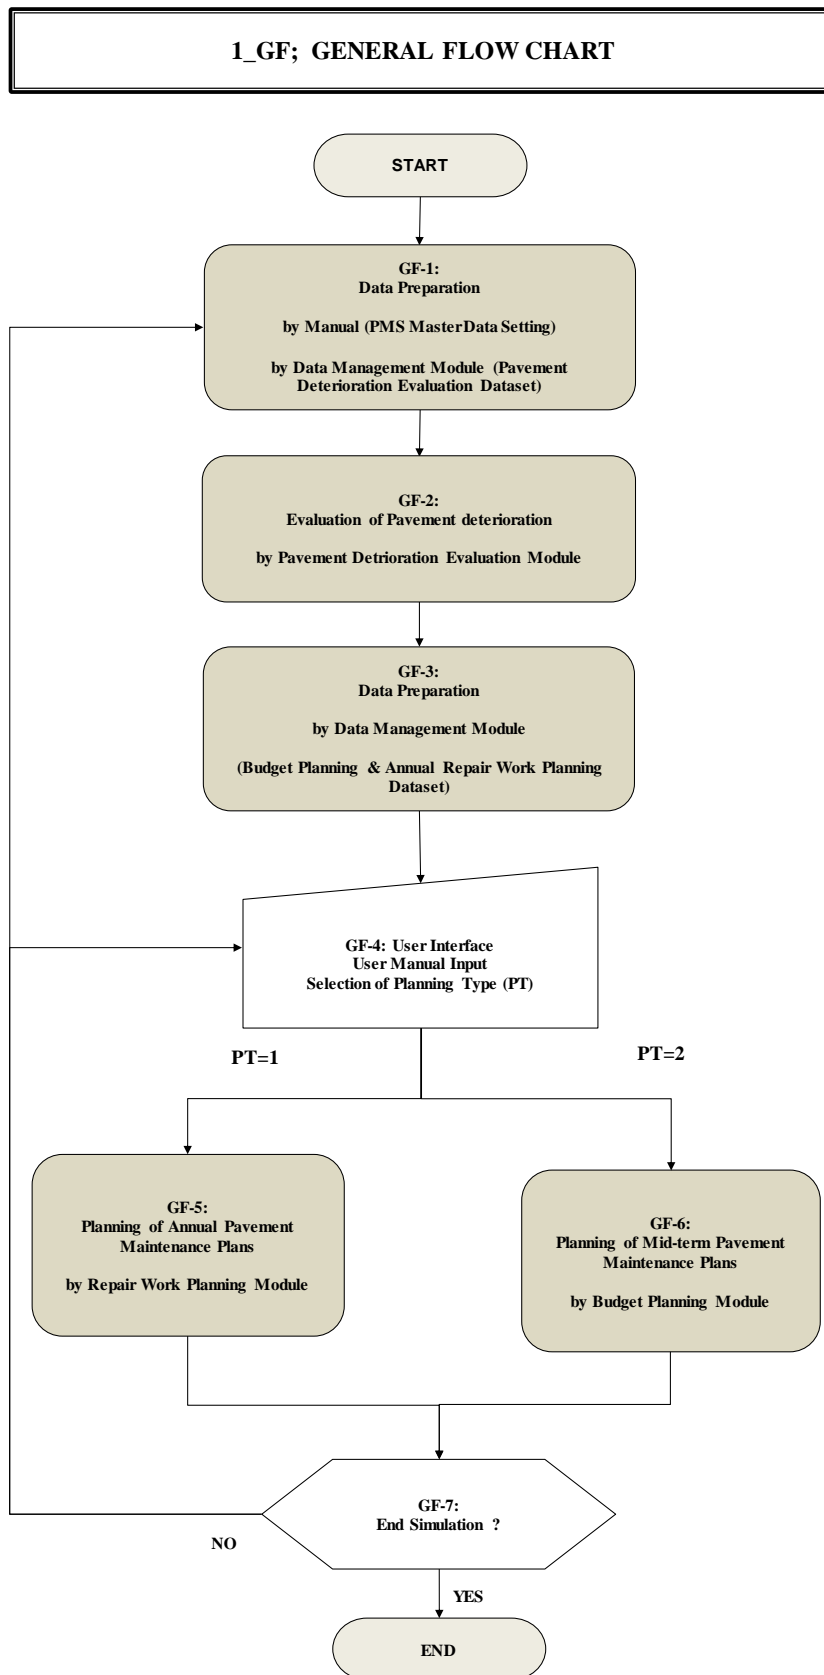 1_GF; GENERAL FLOW CHART
START
GF-1:
Data Preparation
by Manual (PMS Master Data Setting)
by Data Management Module (Pavement
Deterioration Evaluation Dataset)
GF-2:
Evaluation of Pavement deterioration
by Pavement Detrioration Evaluation Module
GF-3:
Data Preparation
by Data Management Module
(Budget Planning & Annual Repair Work Planning
Dataset)
GF-4: User Interface
User Manual Input
Selection of Planning Type (PT)
PT=1
PT=2
GF-5:
Planning of Annual Pavement
Maintenance Plans
by Repair Work Planning Module
GF-6:
Planning of Mid-term Pavement
Maintenance Plans
by Budget Planning Module
GF-7:
End Simulation ?
NO
YES
END